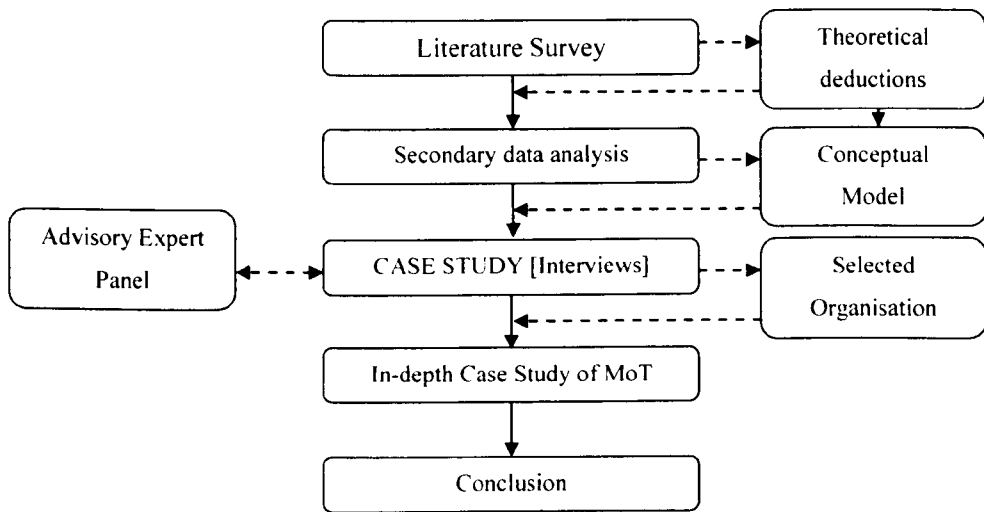 Literature Survey
Theoretical
deductions
Secondary data analysis
Conceptual
Model
Advisory Expert
Panel
CASE STUDY [Interviews]
Selected
Organisation
In-depth Case Study of MoT
Conclusion